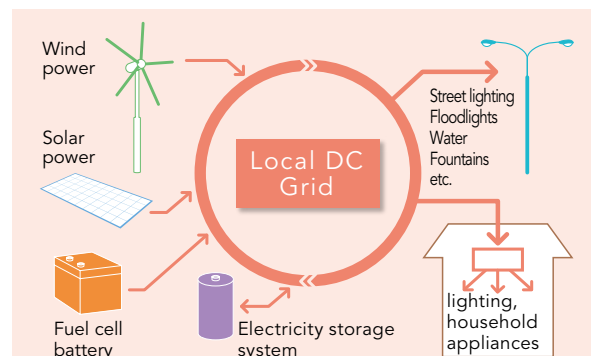 Wind
power
Solar
power
Fuel cell
battery
Electricity storage
system
Local DC
Grid
Street lighting
Floodlights
Water
Fountains
etc.
lighting,
household
appliances